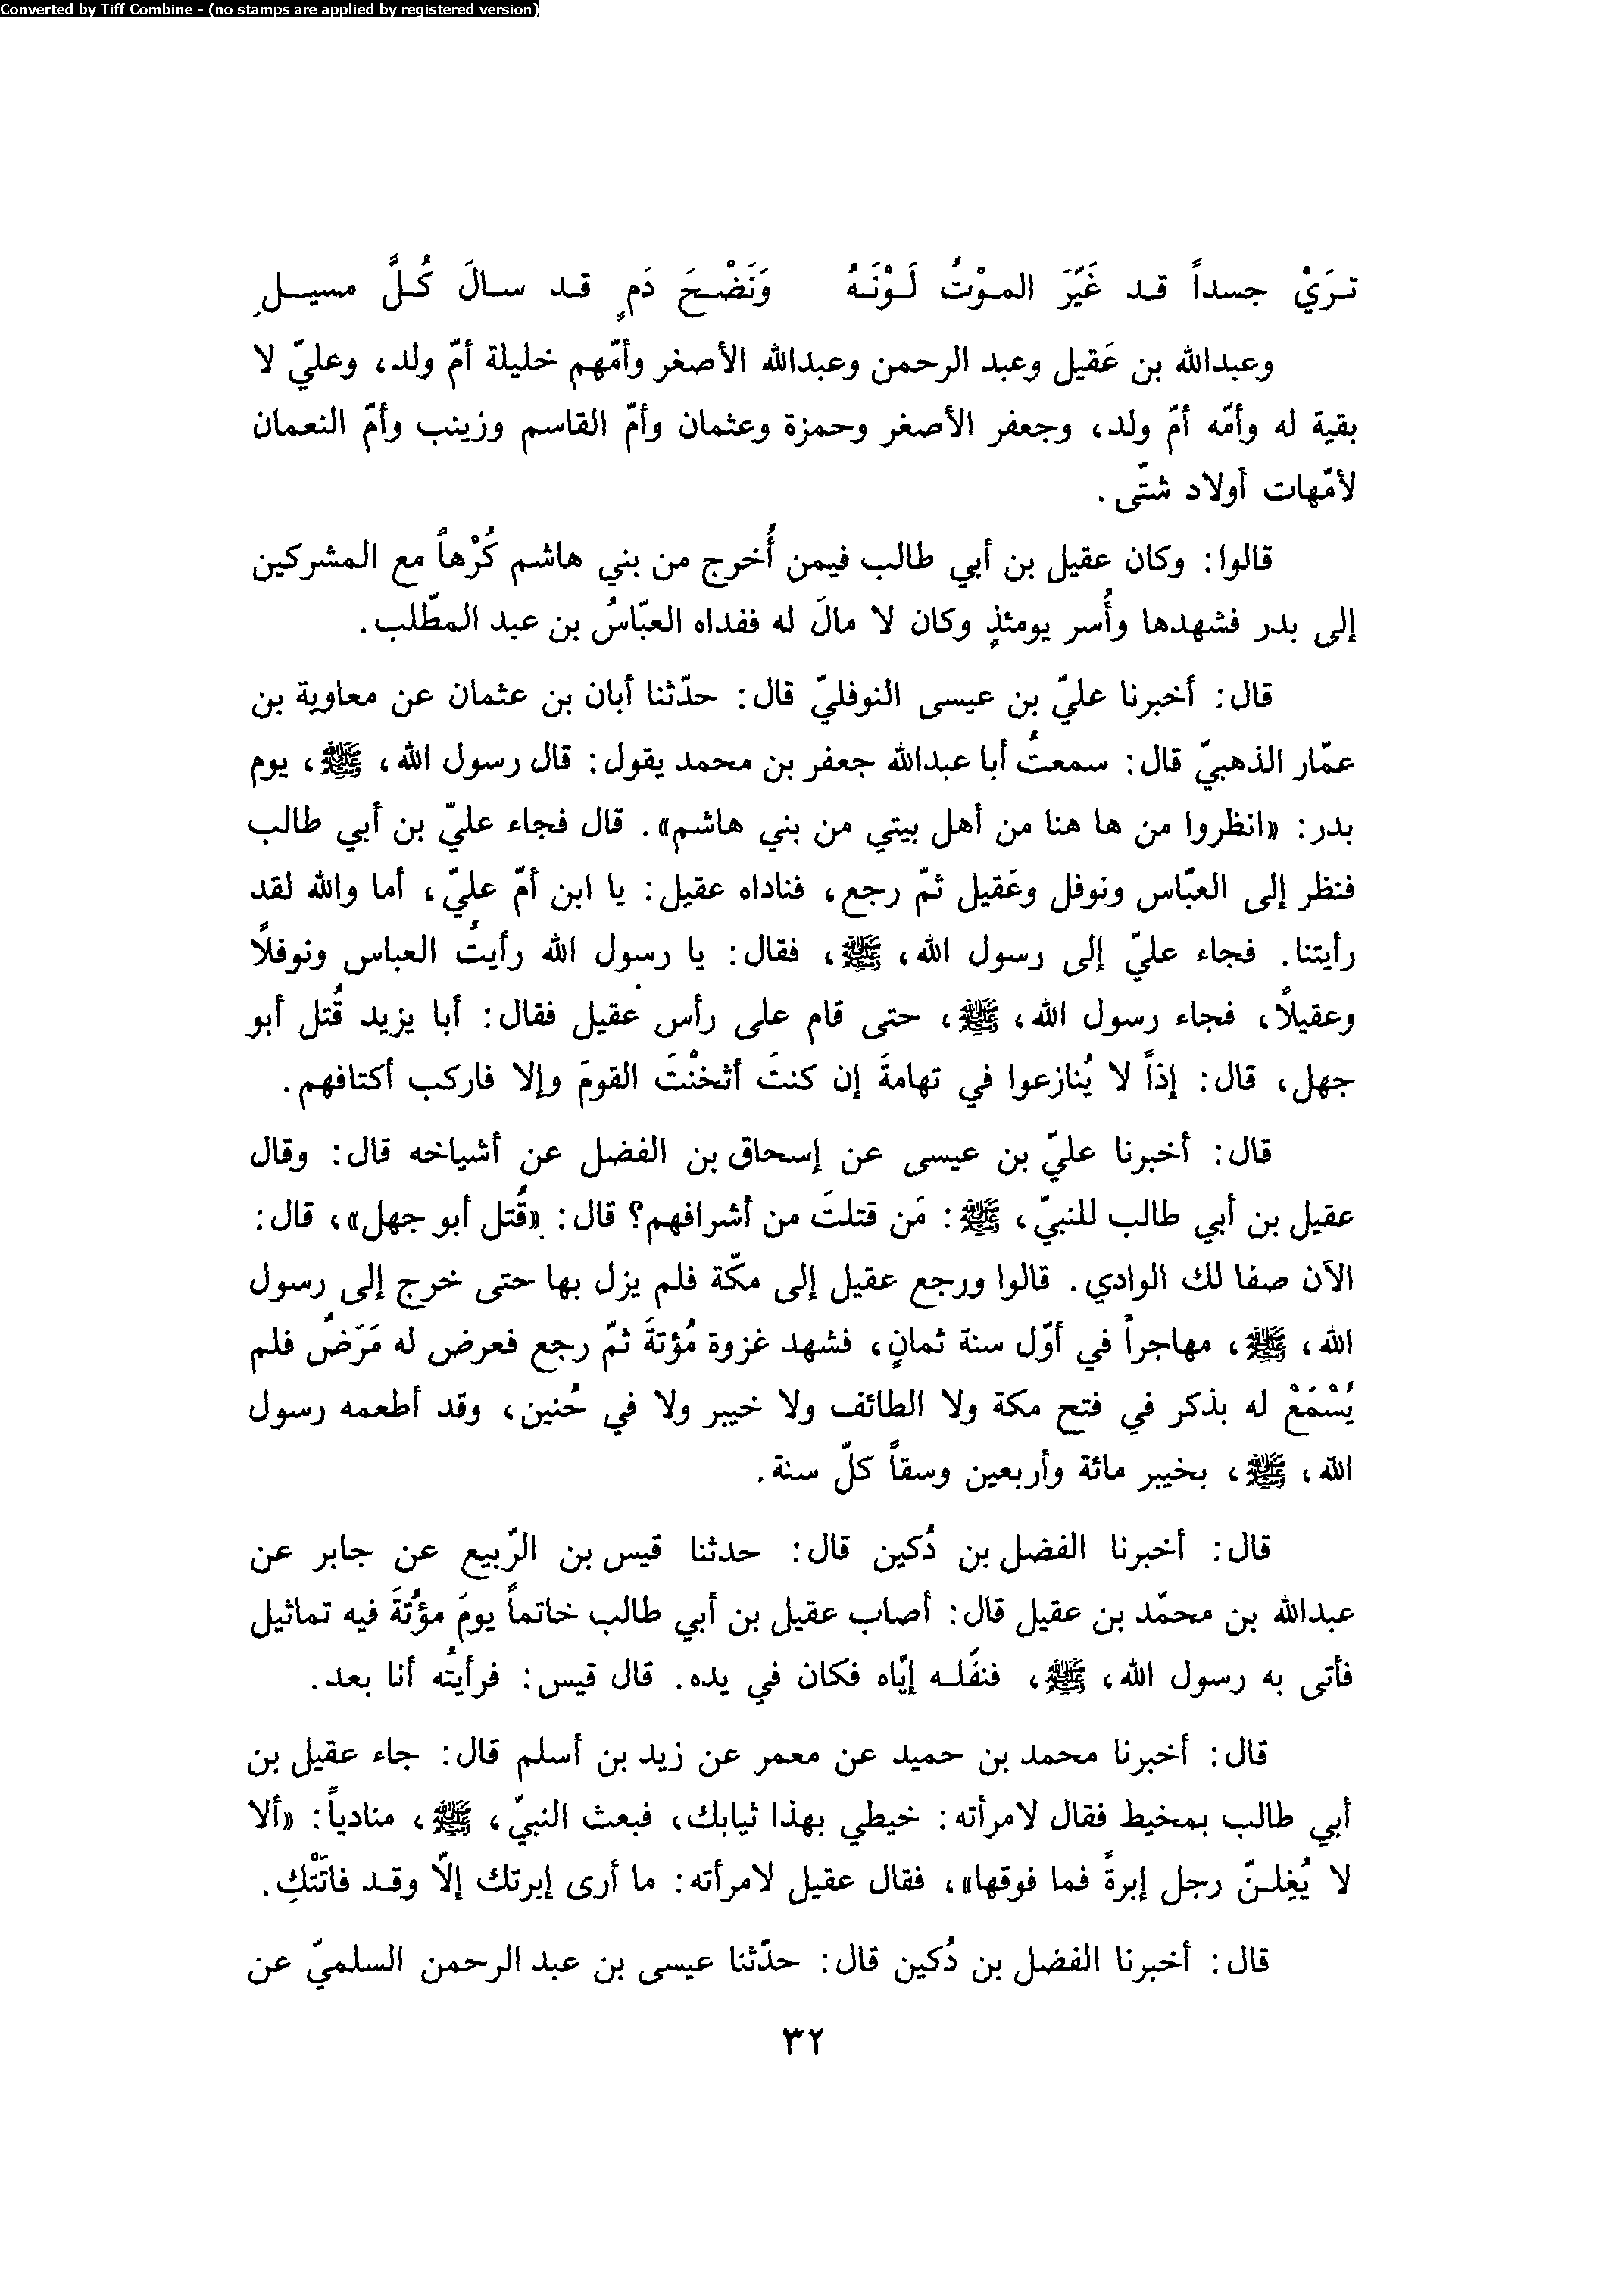 Converted by Tiff Combine - (no stamps are applied by registered version)
تـرَيْ جسداً قـد غَيَّرَ المـوْتُ لَـوْنَـهُ وَنَضْـحَ دَمٍ قـد سـالَ كُـلَّ مسيـلِ
وعبدالله بن عَقيل وعبد الرحمن وعبدالله الأصغر وأمّهم خليلة أمّ ولد، وعليّ لا
بقية له وأمّه أمّ ولد، وجعفر الأصغر وحمزة وعثمان وأمّ القاسم وزينب وأمّ النعمان
لأمّهات أولاد شتّى.
قالوا: وكان عقيل بن أبي طالب فيمن أُخرج من بني هاشم كُرْهاً مع المشركين
إلى بدر فشهدها وأُسر يومئذٍ وكان لا مالَ له ففداه العبّاسُ بن عبد المطّلب.
قال: أخبرنا عليّ بن عيسى النوفليّ قال: حدّثنا أبان بن عثمان عن معاوية بن
عمّار الذهبيّ قال: سمعتُ أبا عبدالله جعفر بن محمد يقول: قال رسول الله، ﷺ، يوم
بدر: «انظروا من ها هنا من أهل بيتي من بني هاشم». قال فجاء عليّ بن أبي طالب
فنظر إلى العبّاس ونوفل وعَقيل ثمّ رجع، فناداه عقيل: يا ابن أمّ عليّ، أما والله لقد
رأيتنا. فجاء عليّ إلى رسول الله، ﷺ، فقال: يا رسول الله رأيتُ العباس ونوفلاً
وعقيلاً، فجاء رسول الله، ﷺ، حتى قام على رأس عقيل فقال: أبا يزيد قُتل أبو
جهل، قال: إذاً لا يُنازعوا في تهامةَ إن كنتَ أثخنْتَ القومَ وإلا فاركب أكتافهم.
قال: أخبرنا عليّ بن عيسى عن إسحاق بن الفضل عن أشياخه قال: وقال
عقيل بن أبي طالب للنبيّ، ﷺ: مَن قتلتَ من أشرافهم؟ قال: «قُتل أبو جهل»، قال:
الآن صفا لك الوادي. قالوا ورجع عقيل إلى مكّة فلم يزل بها حتى خرج إلى رسول
الله، ﷺ، مهاجراً في أوّل سنة ثمانٍ، فشهد غزوة مُؤتةَ ثمّ رجع فعرض له مَرَضٌ فلم
يُسْمَعْ له بذكر في فتح مكة ولا الطائف ولا خيبر ولا في حُنين، وقد أطعمه رسول
الله، ﷺ، بخيبر مائة وأربعين وسقاً كلّ سنة.
قال: أخبرنا الفضل بن دُكين قال: حدثنا قيس بن الرّبيع عن جابر عن
عبدالله بن محمّد بن عقيل قال: أصاب عقيل بن أبي طالب خاتماً يومَ مؤُتةَ فيه تماثيل
فأتى به رسول الله، ﷺ، فنفّلـه إيّاه فكان في يده. قال قيس: فرأيتُه أنا بعد.
قال: أخبرنا محمد بن حميد عن معمر عن زيد بن أسلم قال: جاء عقيل بن
أبي طالب بمخيط فقال لامرأته: خيطي بهذا ثيابك، فبعث النبيّ، ﷺ، منادياً: «ألا
لا يُغِلـنّ رجل إبرةً فما فوقها»، فقال عقيل لامرأته: ما أرى إبرتك إلاّ وقـد فاتَتْكِ.
قال: أخبرنا الفضل بن دُكين قال: حدّثنا عيسى بن عبد الرحمن السلميّ عن
٣٢